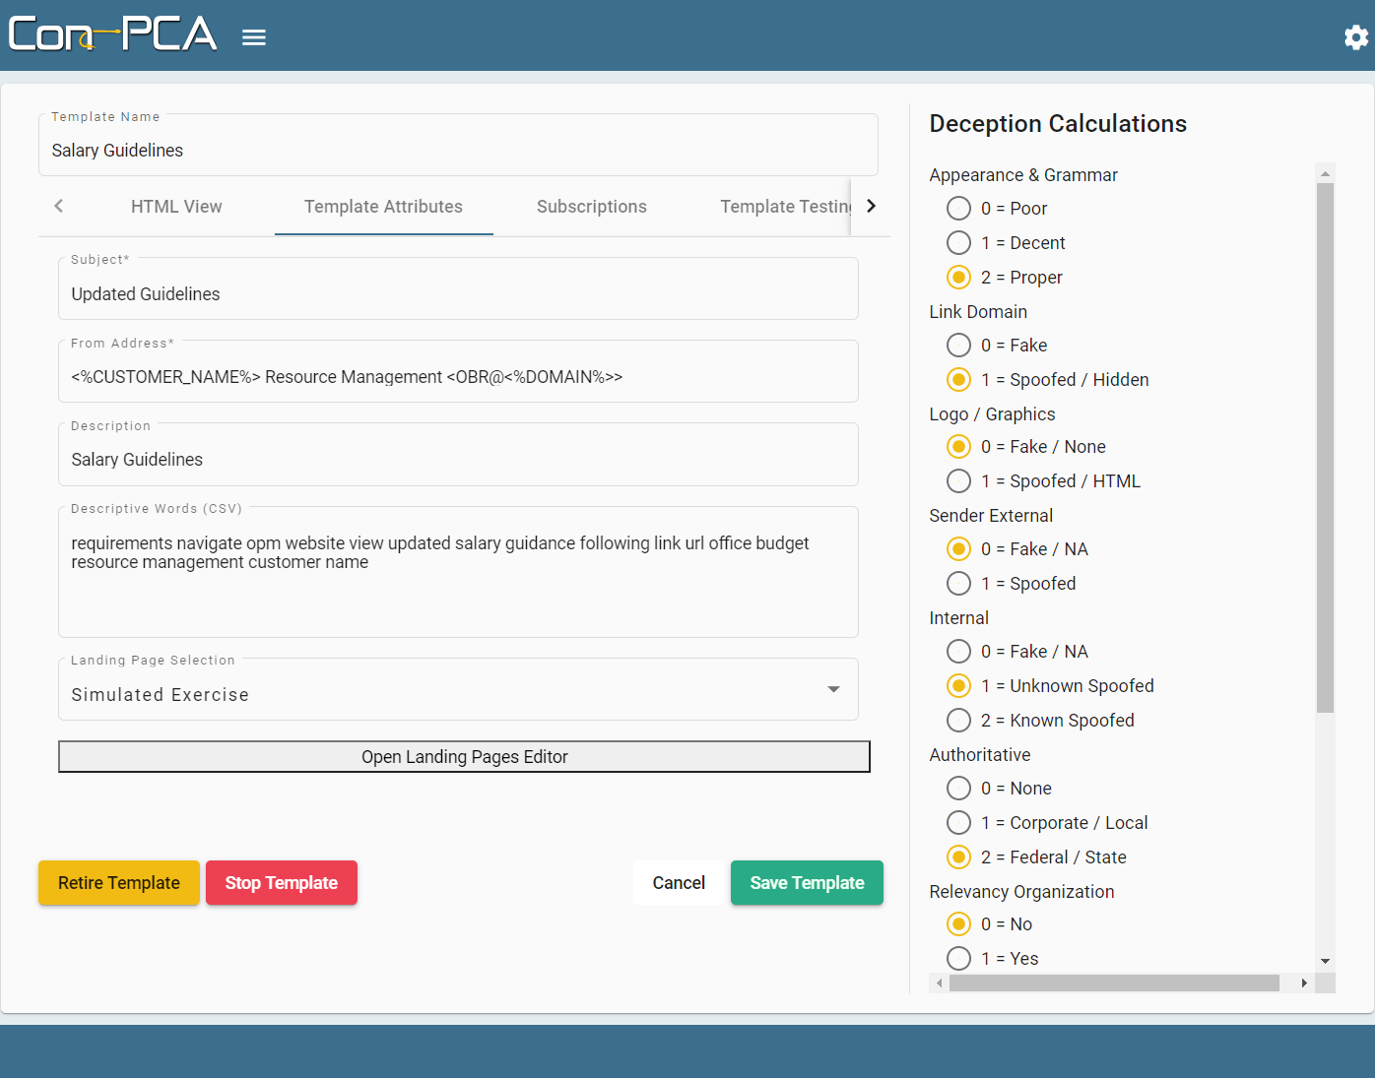 Con-PCA
Template Name
Salary Guidelines
HTML View
Template Attributes
Subscriptions
Template Testing
Subject*
Updated Guidelines
From Address*
<%CUSTOMER_NAME%> Resource Management <OBR@<%DOMAIN%>>
Description
Salary Guidelines
Descriptive Words (CSV)
requirements navigate opm website view updated salary guidance following link url office budget
resource management customer name
Landing Page Selection
Simulated Exercise
Open Landing Pages Editor
Retire Template
Stop Template
Cancel
Save Template
Deception Calculations
Appearance & Grammar
0 = Poor
1 = Decent
2 = Proper
Link Domain
0 = Fake
1 = Spoofed / Hidden
Logo / Graphics
0 = Fake / None
1 = Spoofed / HTML
Sender External
0 = Fake / NA
1 = Spoofed
Internal
0 = Fake / NA
1 = Unknown Spoofed
2 = Known Spoofed
Authoritative
0 = None
1 = Corporate / Local
2 = Federal / State
Relevancy Organization
0 = No
1 = Yes